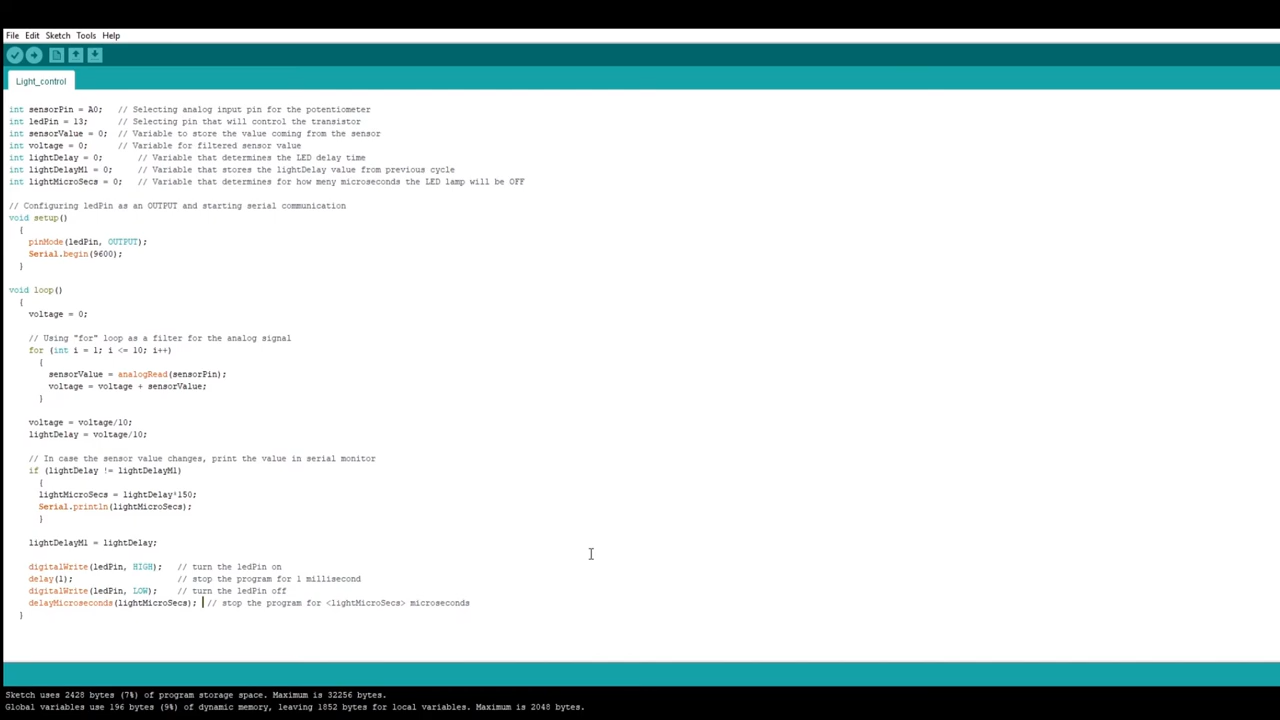 File Edit Sketch Tools Help
Light_control
int sensorPin = A0;   // Selecting analog input pin for the potentiometer
int ledPin = 13;      // Selecting pin that will control the transistor
int sensorValue = 0;  // Variable to store the value coming from the sensor
int voltage = 0;      // Variable for filtered sensor value
int lightDelay = 0;       // Variable that determines the LED delay time
int lightDelayM1 = 0;     // Variable that stores the lightDelay value from previous cycle
int lightMicroSecs = 0;   // Variable that determines for how meny microseconds the LED lamp will be OFF
// Configuring ledPin as an OUTPUT and starting serial communication
void setup()
{
pinMode(ledPin, OUTPUT);
Serial.begin(9600);
}
void loop()
{
voltage = 0;
// Using "for" loop as a filter for the analog signal
for (int i = 1; i <= 10; i++)
{
sensorValue = analogRead(sensorPin);
voltage = voltage + sensorValue;
}
voltage = voltage/10;
lightDelay = voltage/10;
// In case the sensor value changes, print the value in serial monitor
if (lightDelay != lightDelayM1)
{
lightMicroSecs = lightDelay*150;
Serial.println(lightMicroSecs);
}
lightDelayM1 = lightDelay;
digitalWrite(ledPin, HIGH);   // turn the ledPin on
delay(1);                     // stop the program for 1 millisecond
digitalWrite(ledPin, LOW);    // turn the ledPin off
delayMicroseconds(lightMicroSecs);  // stop the program for <lightMicroSecs> microseconds
}
Sketch uses 2428 bytes (7%) of program storage space. Maximum is 32256 bytes.
Global variables use 196 bytes (9%) of dynamic memory, leaving 1852 bytes for local variables. Maximum is 2048 bytes.